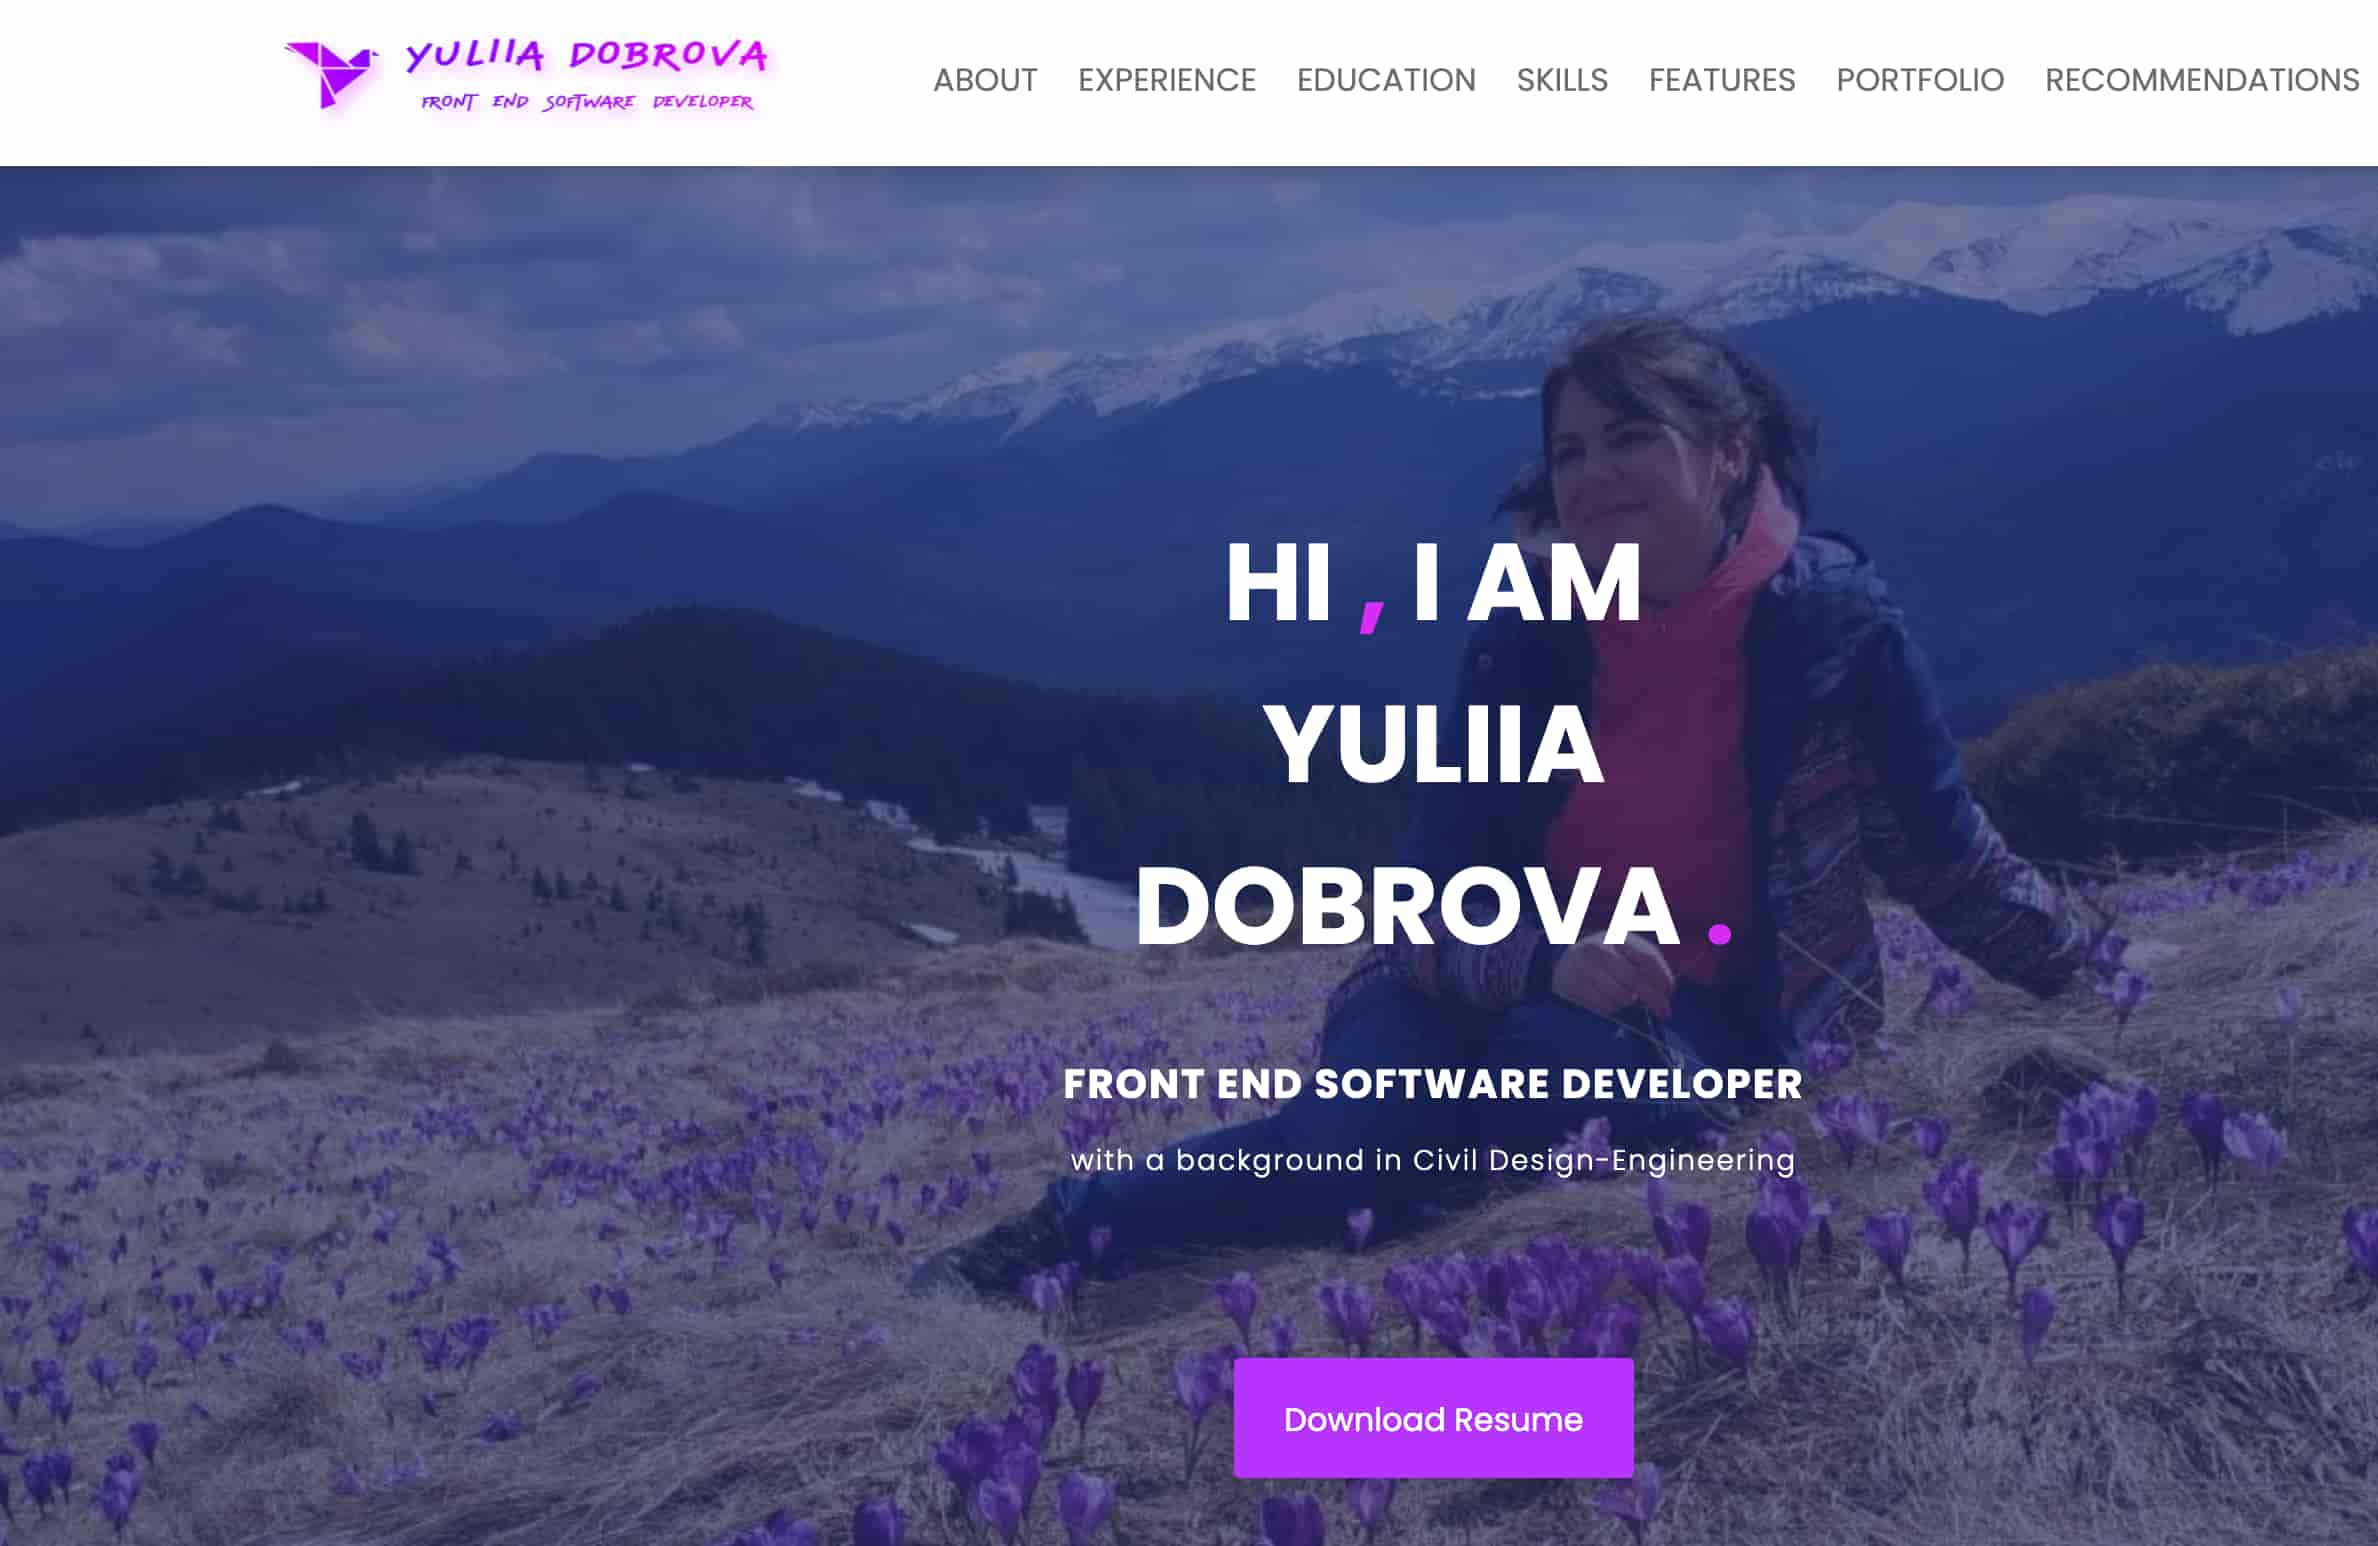 YULIIA DOBROVA
FRONT END SOFTWARE DEVELOPER
ABOUT EXPERIENCE EDUCATION SKILLS FEATURES PORTFOLIO RECOMMENDATIONS
HI , I AM
YULIIA
DOBROVA .
FRONT END SOFTWARE DEVELOPER
with a background in Civil Design-Engineering
Download Resume